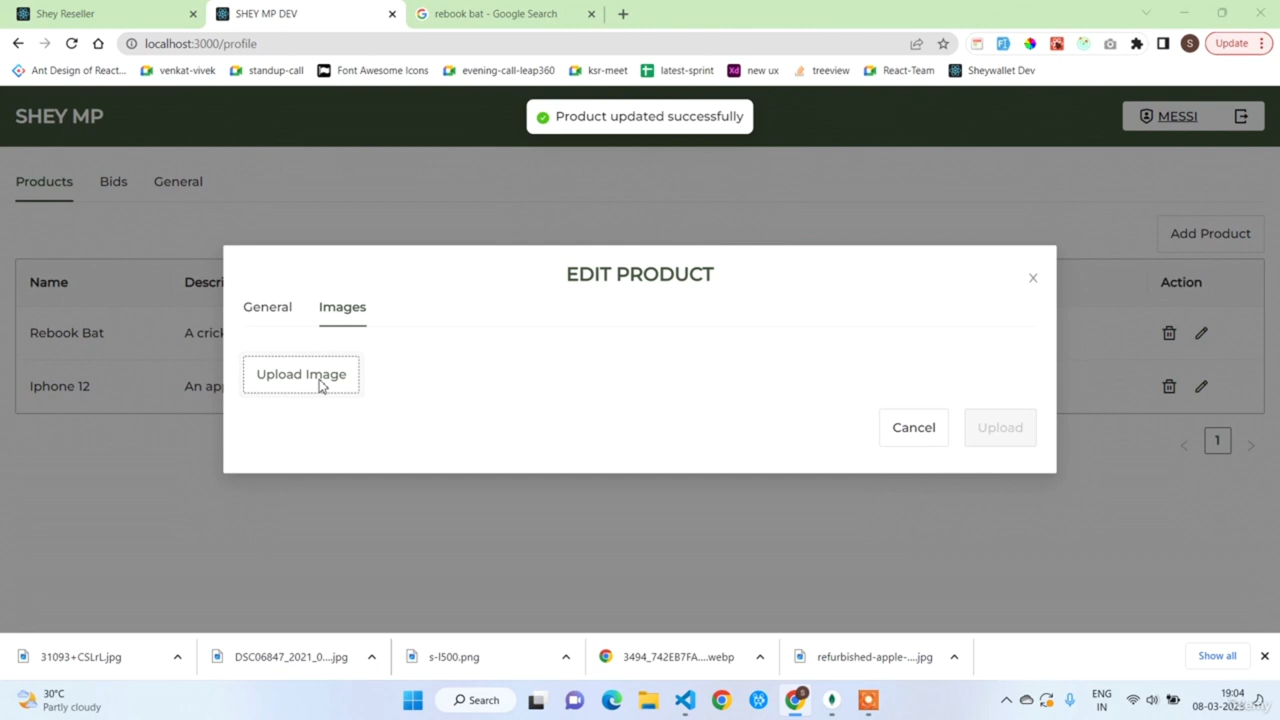 Shey Reseller
SHEY MP DEV
rebook bat - Google Search
localhost:3000/profile
S
Update
Ant Design of React...
venkat-vivek
standup-call
Font Awesome Icons
evening-call-leap360
ksr-meet
latest-sprint
Xd
new ux
treeview
React-Team
Sheywallet Dev
SHEY MP
Product updated successfully
MESSI
Products
Bids
General
Add Product
Name
Descri
Action
EDIT PRODUCT
General
Images
Rebook Bat
A crick
Upload Image
Iphone 12
An app
Cancel
Upload
1
31093+CSLrL.jpg
DSC06847_2021_0....jpg
s-l500.png
3494_742EB7FA....webp
refurbished-apple-....jpg
Show all
30°C
Partly cloudy
Search
ENG
IN
19:04
08-03-2023